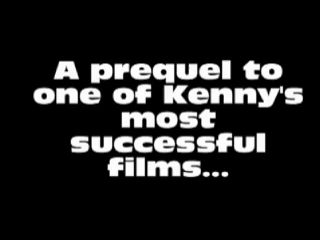 A prequel to
one of Kenny's
most
successful
films...